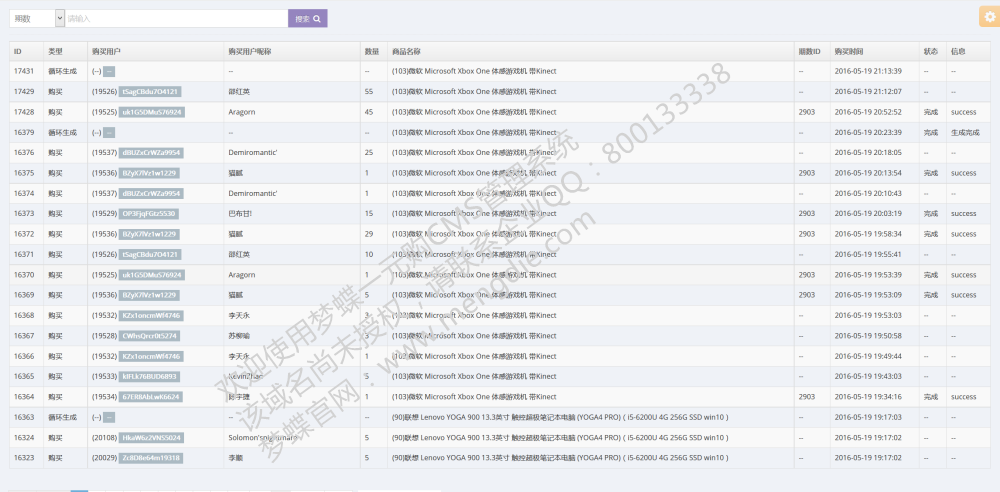 期数 请输入 搜索
ID 类型 购买用户 购买用户昵称 数量 商品名称 期数ID 购买时间 状态 信息
17431 循环生成 (--) -- -- -- (103)微软 Microsoft Xbox One 体感游戏机 带Kinect -- 2016-05-19 21:13:39 -- --
17429 购买 (19526) tSagCBdu7O4121 邵红英 55 (103)微软 Microsoft Xbox One 体感游戏机 带Kinect -- 2016-05-19 21:12:07 -- --
17428 购买 (19525) uk1G5DMuS76924 Aragorn 45 (103)微软 Microsoft Xbox One 体感游戏机 带Kinect 2903 2016-05-19 20:52:52 完成 success
16379 循环生成 (--) -- -- -- (103)微软 Microsoft Xbox One 体感游戏机 带Kinect -- 2016-05-19 20:23:39 完成 生成完成
16376 购买 (19537) Demiromantic' 25 (103)微软 Microsoft Xbox One 体感游戏机 带Kinect -- 2016-05-19 20:18:05 -- --
16375 购买 (19536) 猫腻 1 (103)微软 Microsoft Xbox One 体感游戏机 带Kinect 2903 2016-05-19 20:13:54 完成 success
16374 购买 (19537) Demiromantic' 1 (103)微软 Microsoft Xbox One 体感游戏机 带Kinect -- 2016-05-19 20:10:43 -- --
16373 购买 (19529) 巴布甘! 15 (103)微软 Microsoft Xbox One 体感游戏机 带Kinect 2903 2016-05-19 20:03:19 完成 success
16372 购买 (19536) 猫腻 29 (103)微软 Microsoft Xbox One 体感游戏机 带Kinect 2903 2016-05-19 19:58:34 完成 success
16371 购买 (19526) tSagCBdu7O4121 邵红英 10 (103)微软 Microsoft Xbox One 体感游戏机 带Kinect -- 2016-05-19 19:55:41 -- --
16370 购买 (19525) uk1G5DMuS76924 Aragorn 1 (103)微软 Microsoft Xbox One 体感游戏机 带Kinect 2903 2016-05-19 19:53:39 完成 success
16369 购买 (19536) 猫腻 5 (103)微软 Microsoft Xbox One 体感游戏机 带Kinect 2903 2016-05-19 19:53:09 完成 success
16368 购买 (19532) 李天永 3 (103)微软 Microsoft Xbox One 体感游戏机 带Kinect -- 2016-05-19 19:53:03 -- --
16367 购买 (19528) 苏柳喻 (103)微软 Microsoft Xbox One 体感游戏机 带Kinect -- 2016-05-19 19:50:58 -- --
16366 购买 (19532) 李天永 1 (103)微软 Microsoft Xbox One 体感游戏机 带Kinect -- 2016-05-19 19:49:44 -- --
16365 购买 (19533) KevinZhan 5 (103)微软 Microsoft Xbox One 体感游戏机 带Kinect -- 2016-05-19 19:43:03 -- --
16364 购买 (19534) 陈宇捷 1 (103)微软 Microsoft Xbox One 体感游戏机 带Kinect 2903 2016-05-19 19:34:16 完成 success
16363 循环生成 (--) -- -- -- (90)联想 Lenovo YOGA 900 13.3英寸 触控超极笔记本电脑 (YOGA4 PRO)（i5-6200U 4G 256G SSD win10） -- 2016-05-19 19:17:03 -- --
16324 购买 (20108) HkaW6z2VN55024 Solomon'snightmare 5 (90)联想 Lenovo YOGA 900 13.3英寸 触控超极笔记本电脑 (YOGA4 PRO)（i5-6200U 4G 256G SSD win10） -- 2016-05-19 19:17:02 -- --
16323 购买 (20029) Zc8D8e64m19318 李顺 5 (90)联想 Lenovo YOGA 900 13.3英寸 触控超极笔记本电脑 (YOGA4 PRO)（i5-6200U 4G 256G SSD win10） -- 2016-05-19 19:17:02 -- --
欢迎使用梦蝶一元购CMS管理系统
该域名尚未授权，请联系企业QQ：800133338
梦蝶官网：www.mengdie.com